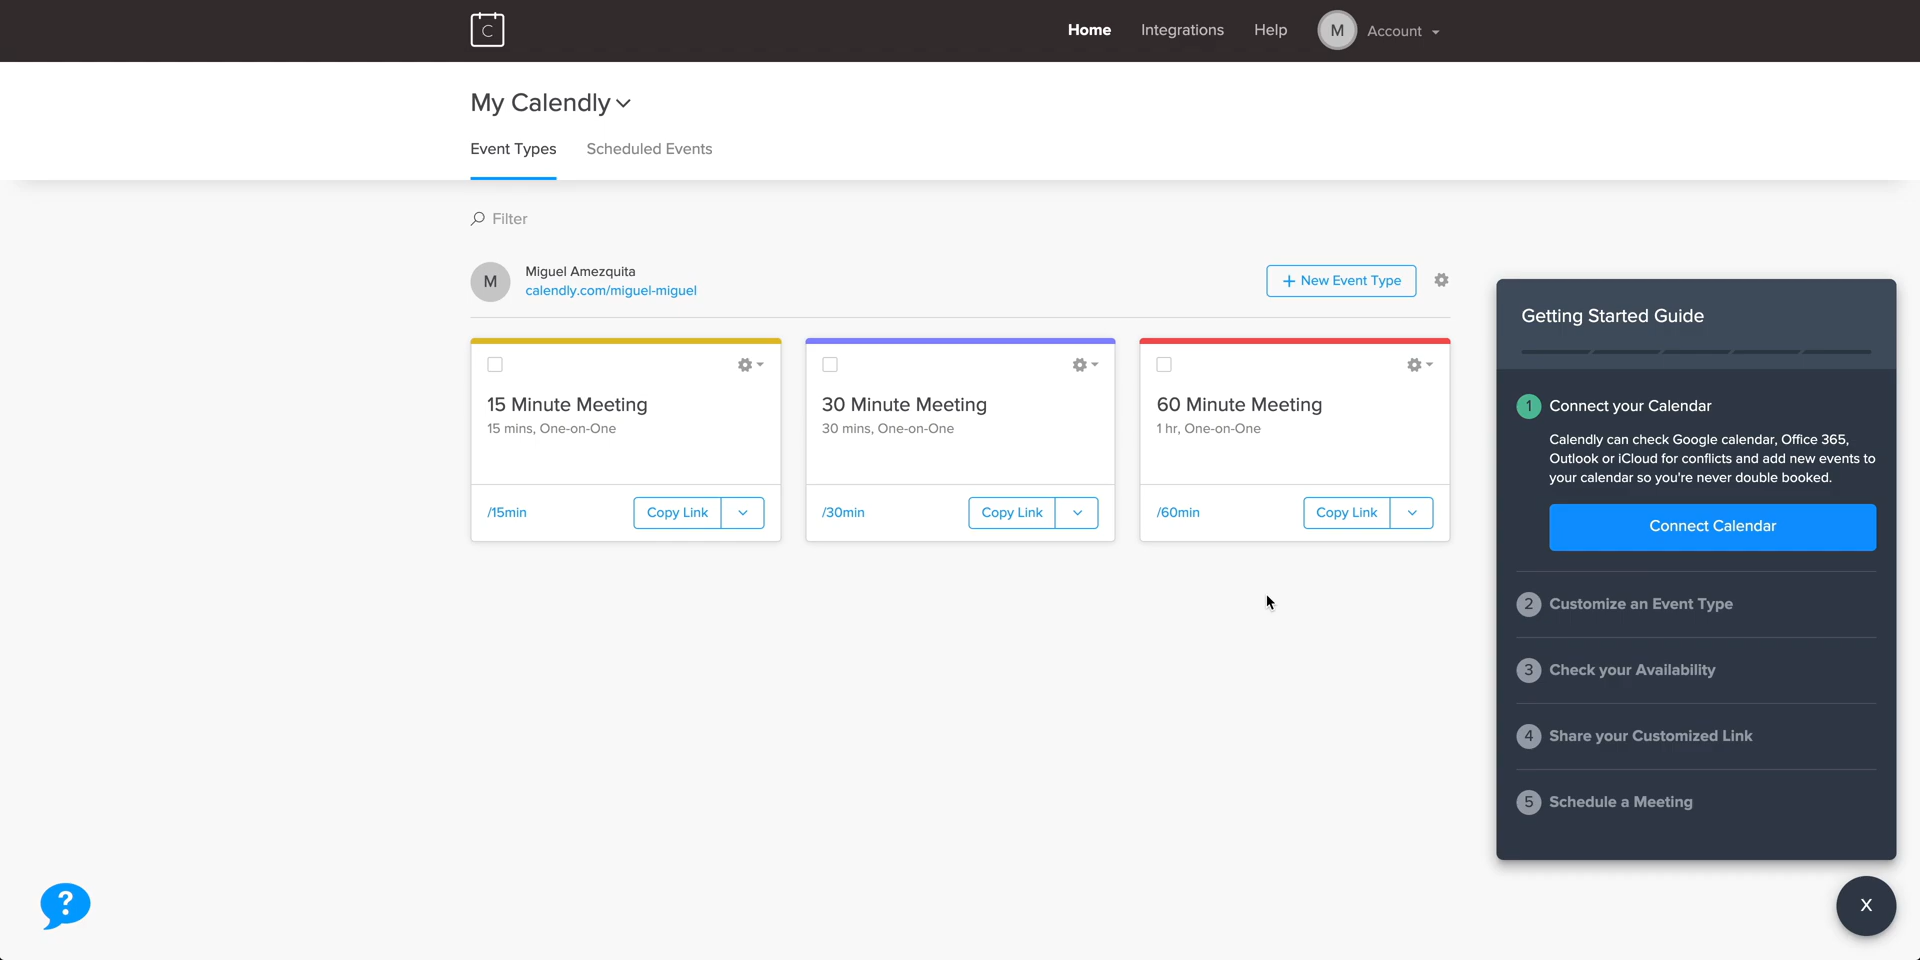 C
Home
Integrations
Help
M
Account
My Calendly
Event Types
Scheduled Events
Filter
M
Miguel Amezquita
calendly.com/miguel-miguel
+ New Event Type
15 Minute Meeting
15 mins, One-on-One
/15min
Copy Link
30 Minute Meeting
30 mins, One-on-One
/30min
Copy Link
60 Minute Meeting
1 hr, One-on-One
/60min
Copy Link
Getting Started Guide
1 Connect your Calendar
Calendly can check Google calendar, Office 365,
Outlook or iCloud for conflicts and add new events to
your calendar so you're never double booked.
Connect Calendar
2 Customize an Event Type
3 Check your Availability
4 Share your Customized Link
5 Schedule a Meeting
?
X